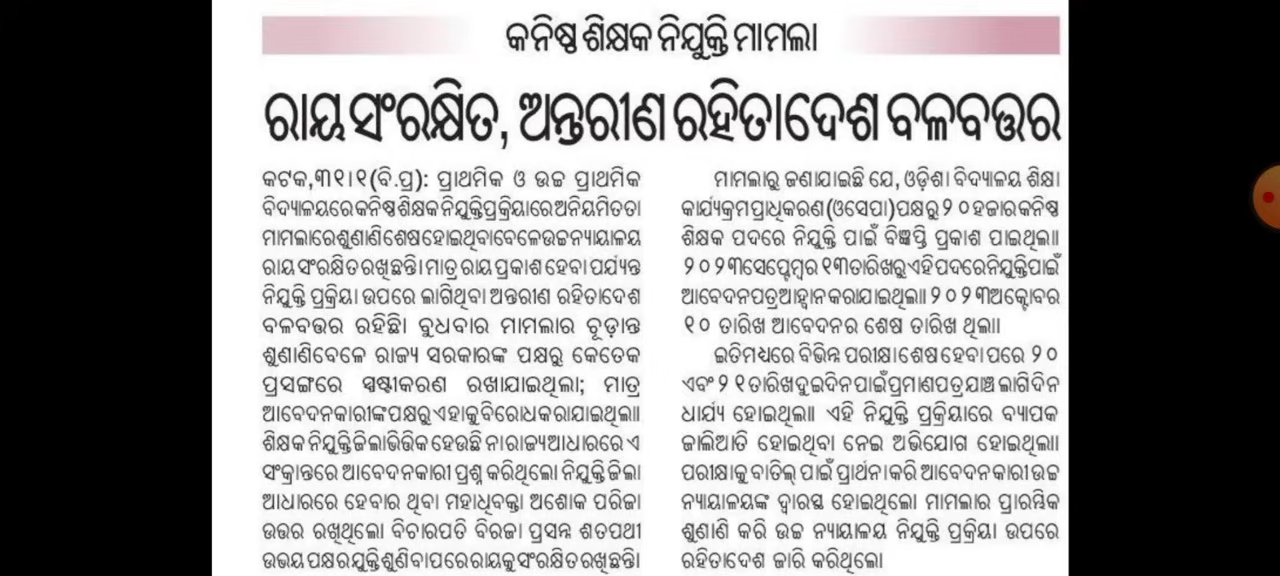 କନିଷ୍ଠ ଶିକ୍ଷକ ନିଯୁକ୍ତି ମାମଲା
ରାୟ ସଂରକ୍ଷିତ, ଅନ୍ତରୀଣ ରହିତାଦେଶ ବଳବତ୍ତର
କଟକ,୩୧।୧(ବି.ପ୍ର): ପ୍ରାଥମିକ ଓ ଉଚ୍ଚ ପ୍ରାଥମିକ
ବିଦ୍ୟାଳୟରେ କନିଷ୍ଠ ଶିକ୍ଷକ ନିଯୁକ୍ତି ପ୍ରକ୍ରିୟାରେ ଅନିୟମିତତା
ମାମଲାରେ ଶୁଣାଣି ଶେଷ ହୋଇଥିବାବେଳେ ଉଚ୍ଚନ୍ୟାୟାଳୟ
ରାୟ ସଂରକ୍ଷିତ ରଖିଛନ୍ତି। ମାତ୍ର ରାୟ ପ୍ରକାଶ ହେବା ପର୍ଯ୍ୟନ୍ତ
ନିଯୁକ୍ତି ପ୍ରକ୍ରିୟା ଉପରେ ଲାଗିଥିବା ଅନ୍ତରୀଣ ରହିତାଦେଶ
ବଳବତ୍ତର ରହିଛି। ବୁଧବାର ମାମଲାର ଚୂଡ଼ାନ୍ତ
ଶୁଣାଣିବେଳେ ରାଜ୍ୟ ସରକାରଙ୍କ ପକ୍ଷରୁ କେତେକ
ପ୍ରସଙ୍ଗରେ ସ୍ପଷ୍ଟୀକରଣ ରଖାଯାଇଥିଲା; ମାତ୍ର
ଆବେଦନକାରୀଙ୍କ ପକ୍ଷରୁ ଏହାକୁ ବିରୋଧ କରାଯାଇଥିଲା।
ଶିକ୍ଷକ ନିଯୁକ୍ତି ଜିଲା ଭିତ୍ତିକ ହେଉଛି ନା ରାଜ୍ୟ ଆଧାରରେ ଏ
ସଂକ୍ରାନ୍ତରେ ଆବେଦନକାରୀ ପ୍ରଶ୍ନ କରିଥିଲେ। ନିଯୁକ୍ତି ଜିଲା
ଆଧାରରେ ହେବାର ଥିବା ମହାଧିବକ୍ତା ଅଶୋକ ପରିଜା
ଉତ୍ତର ରଖିଥିଲେ। ବିଚାରପତି ବିରଜା ପ୍ରସନ୍ନ ଶତପଥୀ
ଉଭୟ ପକ୍ଷର ଯୁକ୍ତି ଶୁଣିବା ପରେ ରାୟକୁ ସଂରକ୍ଷିତ ରଖିଛନ୍ତି।
ମାମଲାରୁ ଜଣାଯାଇଛି ଯେ, ଓଡ଼ିଶା ବିଦ୍ୟାଳୟ ଶିକ୍ଷା
କାର୍ଯ୍ୟକ୍ରମ ପ୍ରାଧିକରଣ (ଓସେପା) ପକ୍ଷରୁ ୨୦ ହଜାର କନିଷ୍ଠ
ଶିକ୍ଷକ ପଦରେ ନିଯୁକ୍ତି ପାଇଁ ବିଜ୍ଞପ୍ତି ପ୍ରକାଶ ପାଇଥିଲା।
୨୦୨୩ ସେପ୍ଟେମ୍ବର ୧୩ ତାରିଖରୁ ଏହି ପଦରେ ନିଯୁକ୍ତି ପାଇଁ
ଆବେଦନପତ୍ର ଆହ୍ବାନ କରାଯାଇଥିଲା। ୨୦୨୩ ଅକ୍ଟୋବର
୧୦ ତାରିଖ ଆବେଦନର ଶେଷ ତାରିଖ ଥିଲା।
ଇତିମଧ୍ୟରେ ବିଭିନ୍ନ ପରୀକ୍ଷା ଶେଷ ହେବା ପରେ ୨୦
ଏବଂ ୨୧ ତାରିଖ ଦୁଇଦିନ ପାଇଁ ପ୍ରମାଣପତ୍ର ଯାଞ୍ଚ ଲାଗି ଦିନ
ଧାର୍ଯ୍ୟ ହୋଇଥିଲା। ଏହି ନିଯୁକ୍ତି ପ୍ରକ୍ରିୟାରେ ବ୍ୟାପକ
ଜାଲିଆତି ହୋଇଥିବା ନେଇ ଅଭିଯୋଗ ହୋଇଥିଲା।
ପରୀକ୍ଷାକୁ ବାତିଲ୍ ପାଇଁ ପ୍ରାର୍ଥନା କରି ଆବେଦନକାରୀ ଉଚ୍ଚ
ନ୍ୟାୟାଳୟଙ୍କ ଦ୍ୱାରସ୍ଥ ହୋଇଥିଲେ। ମାମଲାର ପ୍ରାରମ୍ଭିକ
ଶୁଣାଣି କରି ଉଚ୍ଚ ନ୍ୟାୟାଳୟ ନିଯୁକ୍ତି ପ୍ରକ୍ରିୟା ଉପରେ
ରହିତାଦେଶ ଜାରି କରିଥିଲେ।